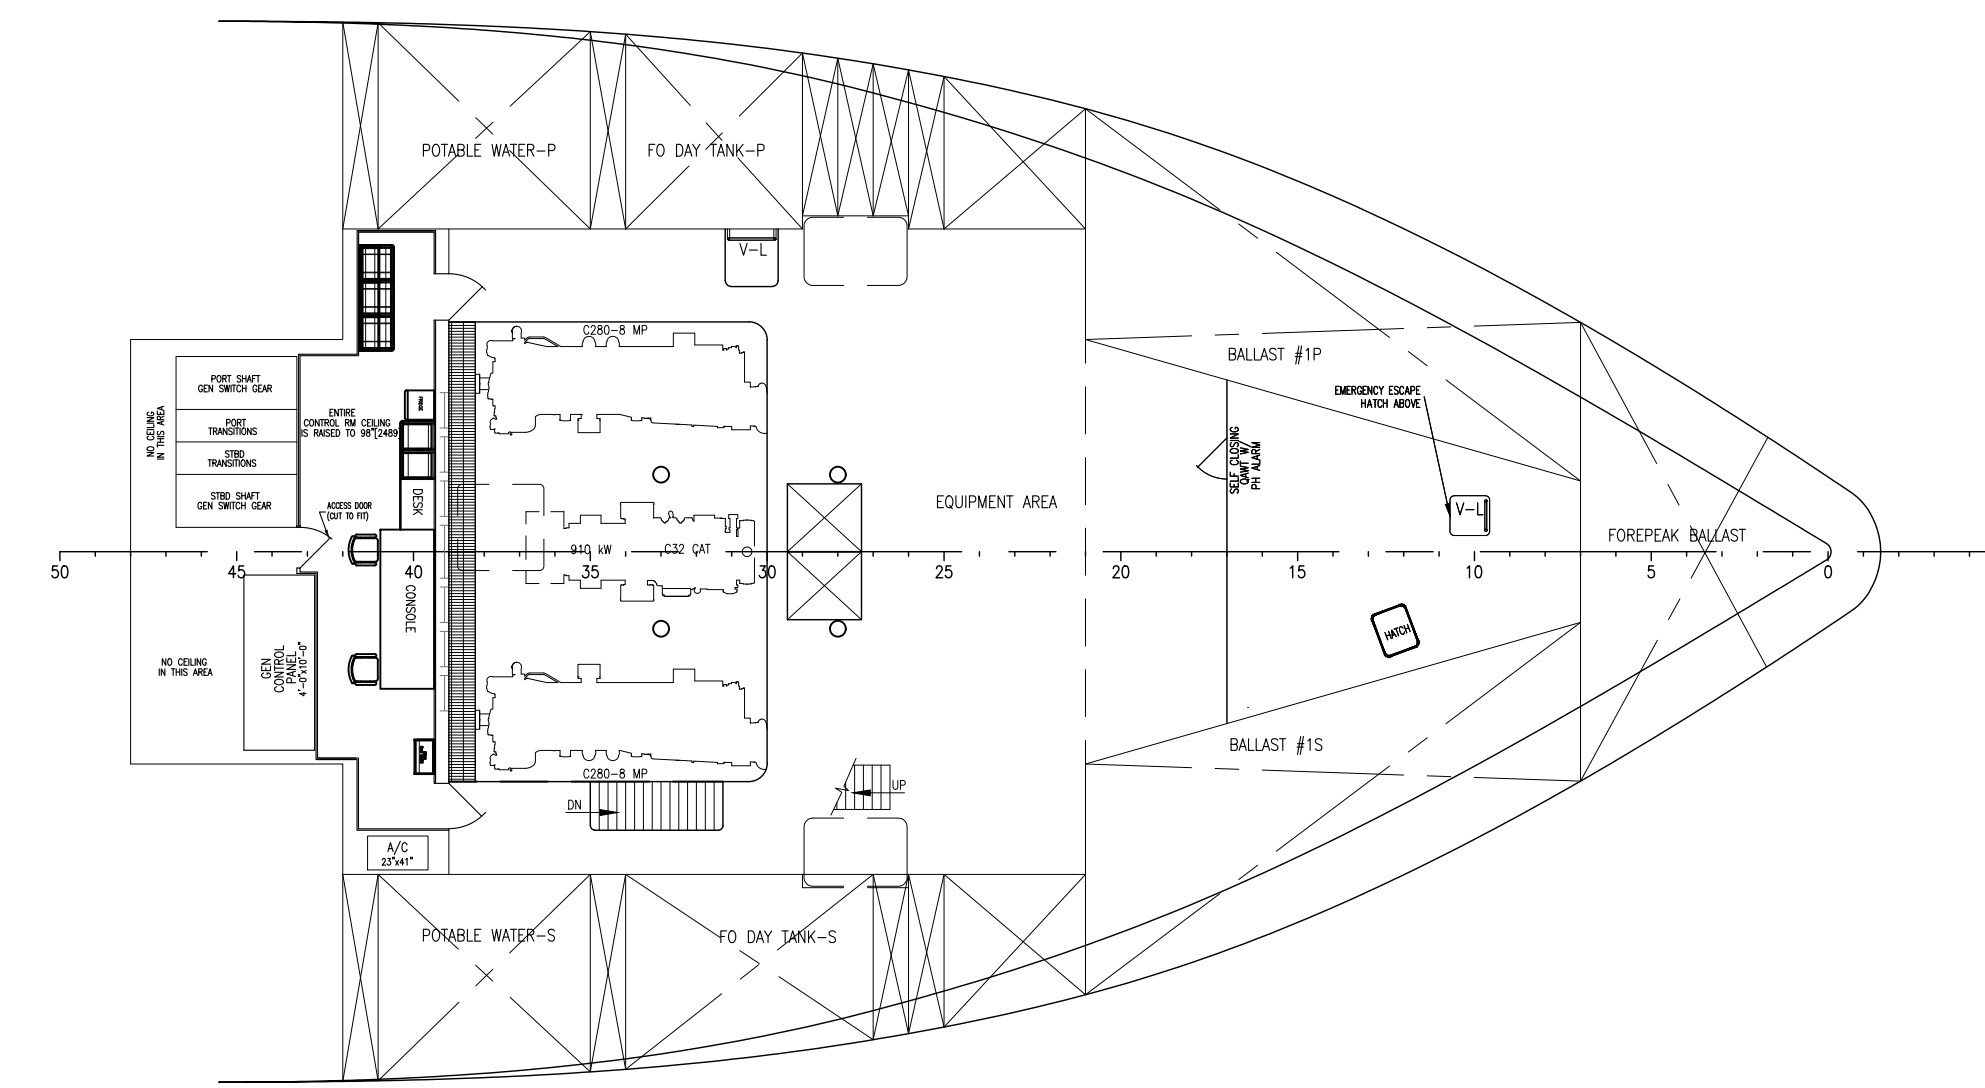 POTABLE WATER-P
FO DAY TANK-P
V-L
C280-8 MP
BALLAST #1P
EMERGENCY ESCAPE
HATCH ABOVE
PORT SHAFT
GEN SWITCH GEAR
PORT
TRANSITIONS
STBD
TRANSITIONS
STBD SHAFT
GEN SWITCH GEAR
NO CEILING
IN THIS AREA
ENTIRE
CONTROL RM CEILING
IS RAISED TO 98"[2489]
FRIDGE
DESK
ACCESS DOOR
(CUT TO FIT)
SELF CLOSING
QAWT W/
PH ALARM
EQUIPMENT AREA
V-L
FOREPEAK BALLAST
910 kW
C32 CAT
50
45
40
35
30
25
20
15
10
5
0
CONSOLE
HATCH
GEN
CONTROL
PANEL
4'-0"x10'-0"
NO CEILING
IN THIS AREA
BALLAST #1S
C280-8 MP
UP
DN
A/C
23"x41"
POTABLE WATER-S
FO DAY TANK-S